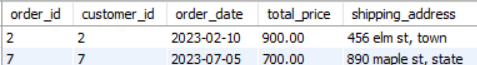 order_id customer_id order_date total_price shipping_address
2 2 2023-02-10 900.00 456 elm st, town
7 7 2023-07-05 700.00 890 maple st, state